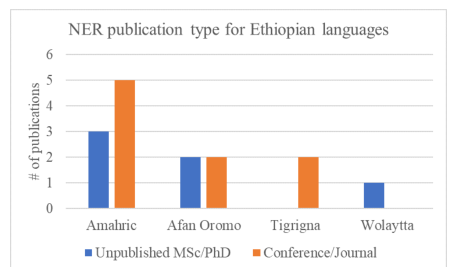 NER publication type for Ethiopian languages
6
5
4
3
2
1
0
# of publications
Amahric
Afan Oromo
Tigrigna
Wolaytta
Unpublished MSc/PhD
Conference/Journal